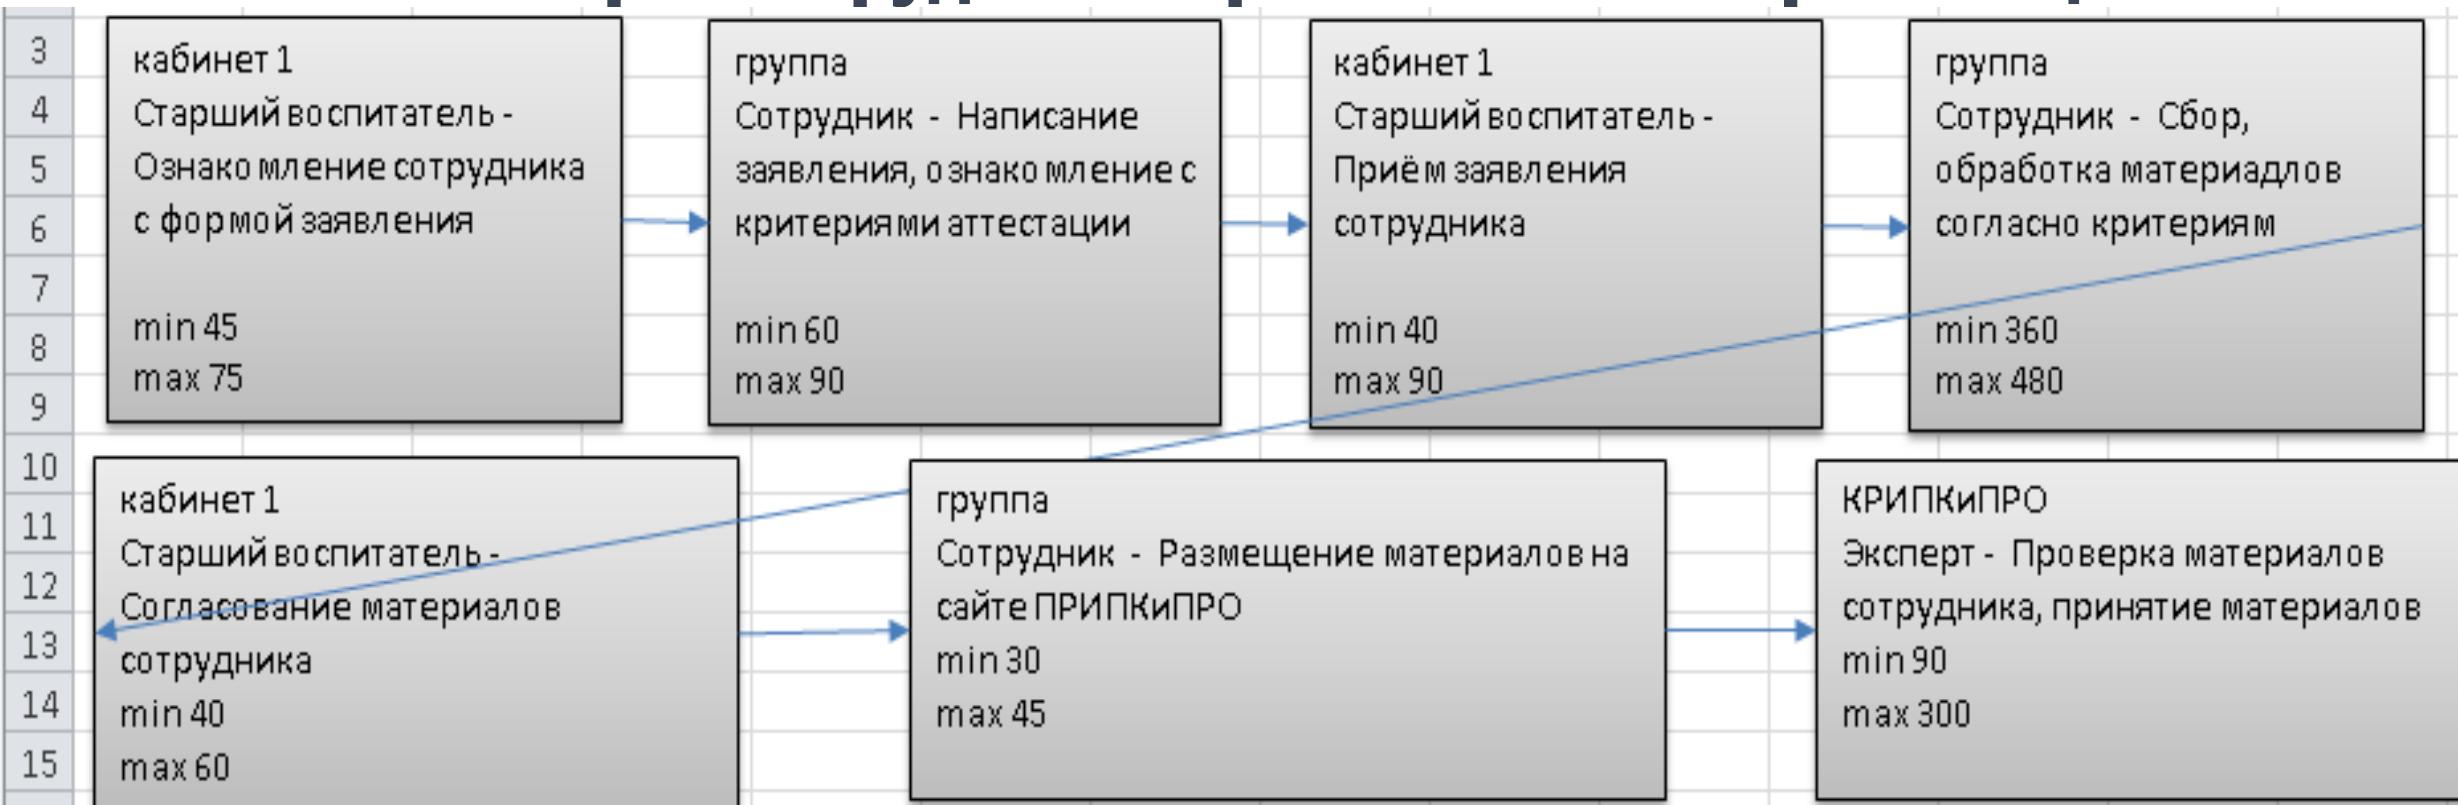 3
4
5
6
7
8
9
10
11
12
13
14
15
кабинет 1
Старший воспитатель -
Ознакомление сотрудника
с формой заявления
min 45
max 75
группа
Сотрудник - Написание
заявления, ознакомление с
критериями аттестации
min 60
max 90
кабинет 1
Старший воспитатель -
Приём заявления
сотрудника
min 40
max 90
группа
Сотрудник - Сбор,
обработка материадлов
согласно критериям
min 360
max 480
кабинет 1
Старший воспитатель -
Согласование материалов
сотрудника
min 40
max 60
группа
Сотрудник - Размещение материалов на
сайте ПРИПКиПРО
min 30
max 45
КРИПКиПРО
Эксперт - Проверка материалов
сотрудника, принятие материалов
min 90
max 300